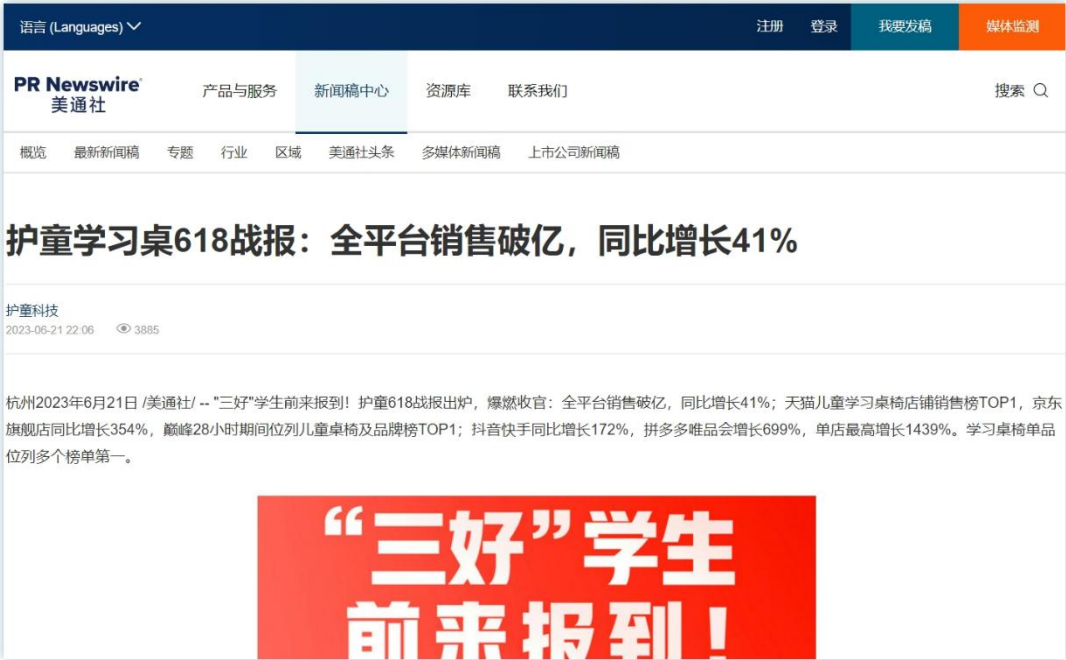 语言 (Languages)
注册 登录 我要发稿 媒体监测
PR Newswire®
美通社
产品与服务 新闻稿中心 资源库 联系我们 搜索
概览 最新新闻稿 专题 行业 区域 美通社头条 多媒体新闻稿 上市公司新闻稿
护童学习桌618战报：全平台销售破亿，同比增长41%
护童科技
2023-06-21 22:06 3885
杭州2023年6月21日 /美通社/ -- "三好"学生前来报到！护童618战报出炉，爆燃收官：全平台销售破亿，同比增长41%；天猫儿童学习桌椅店铺销售榜TOP1，京东
旗舰店同比增长354%，巅峰28小时期间位列儿童桌椅及品牌榜TOP1；抖音快手同比增长172%，拼多多唯品会增长699%，单店最高增长1439%。学习桌椅单品
位列多个榜单第一。
“三好”学生
前来报到！